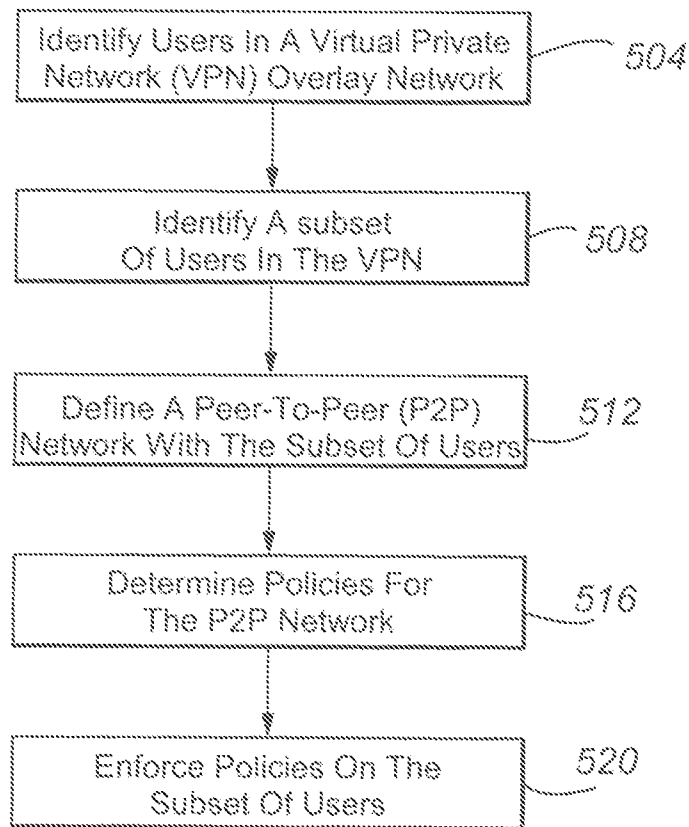 Identify Users In A Virtual Private
Network (VPN) Overlay Network
504
Identify A subset
Of Users In The VPN
508
Define A Peer-To-Peer (P2P)
Network With The Subset Of Users
512
Determine Policies For
The P2P Network
516
Enforce Policies On The
Subset Of Users
520